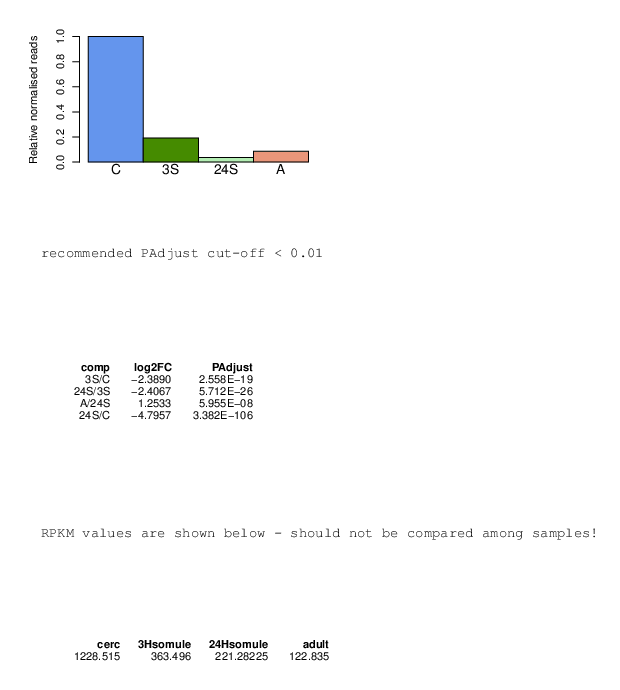 Relative normalised reads
1.0
0.8
0.6
0.4
0.2
0.0
C 3S 24S A
recommended PAdjust cut-off < 0.01
comp log2FC PAdjust
3S/C −2.3890 2.558E−19
24S/3S −2.4067 5.712E−26
A/24S 1.2533 5.955E−08
24S/C −4.7957 3.382E−106
RPKM values are shown below - should not be compared among samples!
cerc 3Hsomule 24Hsomule adult
1228.515 363.496 221.28225 122.835